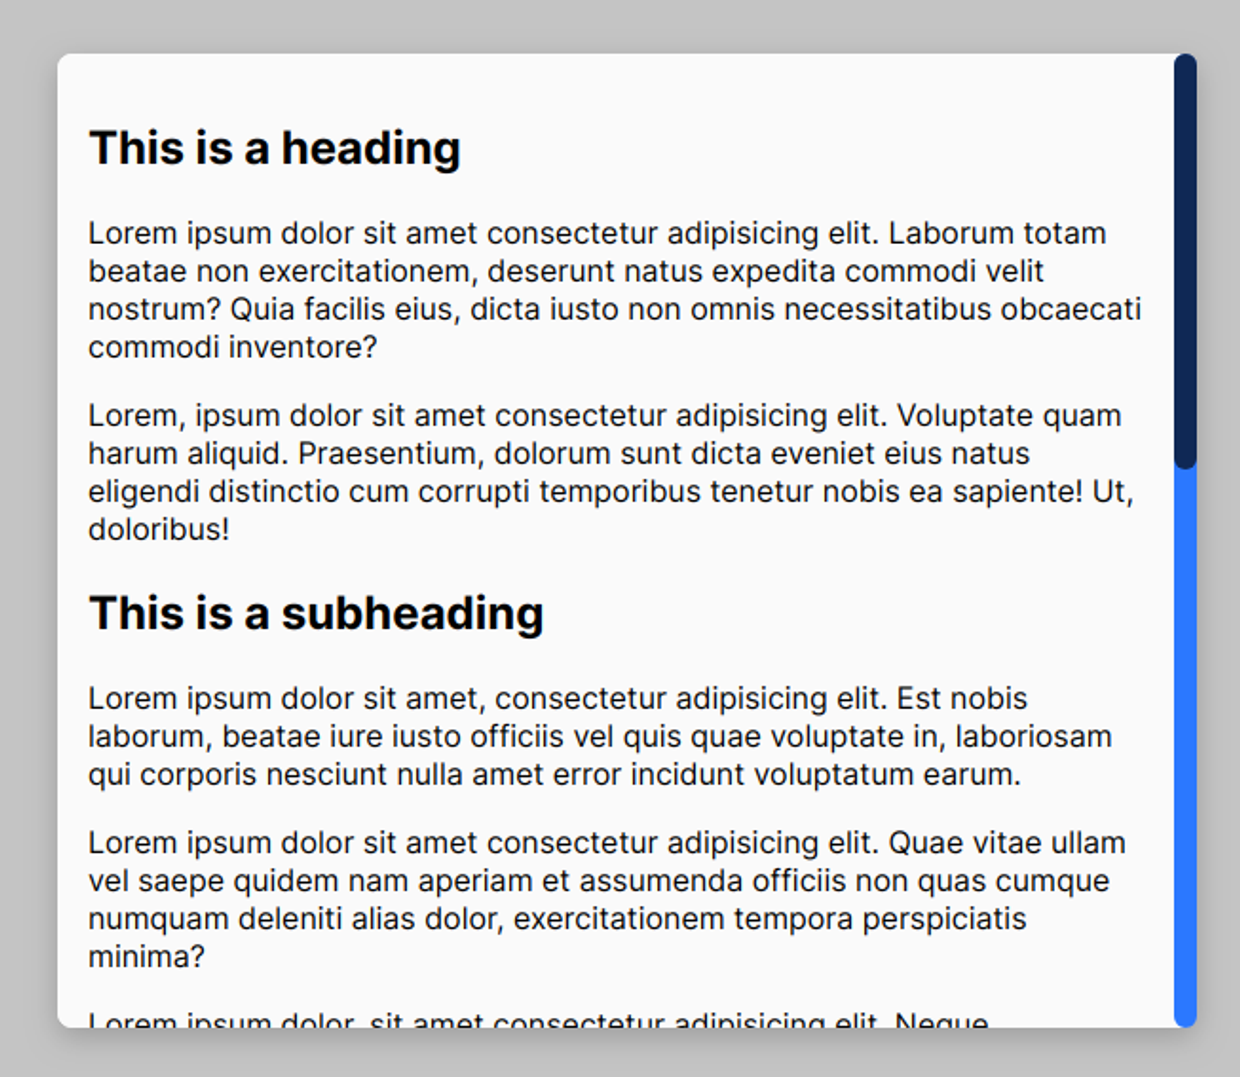 This is a heading
Lorem ipsum dolor sit amet consectetur adipisicing elit. Laborum totam
beatae non exercitationem, deserunt natus expedita commodi velit
nostrum? Quia facilis eius, dicta iusto non omnis necessitatibus obcaecati
commodi inventore?
Lorem, ipsum dolor sit amet consectetur adipisicing elit. Voluptate quam
harum aliquid. Praesentium, dolorum sunt dicta eveniet eius natus
eligendi distinctio cum corrupti temporibus tenetur nobis ea sapiente! Ut,
doloribus!
This is a subheading
Lorem ipsum dolor sit amet, consectetur adipisicing elit. Est nobis
laborum, beatae iure iusto officiis vel quis quae voluptate in, laboriosam
qui corporis nesciunt nulla amet error incidunt voluptatum earum.
Lorem ipsum dolor sit amet consectetur adipisicing elit. Quae vitae ullam
vel saepe quidem nam aperiam et assumenda officiis non quas cumque
numquam deleniti alias dolor, exercitationem tempora perspiciatis
minima?
Lorem ipsum dolor, sit amet consectetur adipisicing elit. Neque